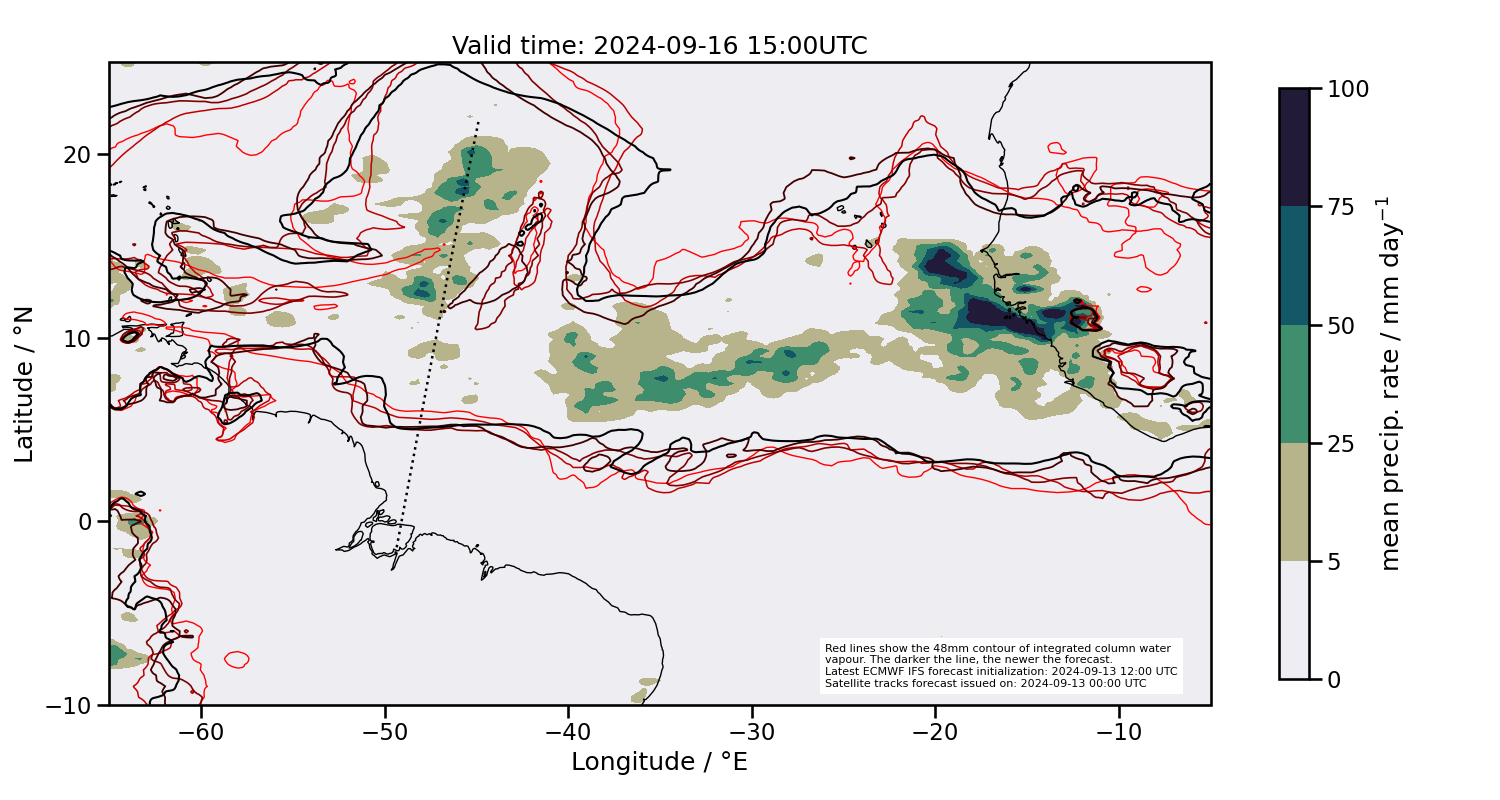 Valid time: 2024-09-16 15:00UTC
Latitude / °N
20
10
0
−10
−60
−50
−40
−30
−20
−10
Longitude / °E
Red lines show the 48mm contour of integrated column water
vapour. The darker the line, the newer the forecast.
Latest ECMWF IFS forecast initialization: 2024-09-13 12:00 UTC
Satellite tracks forecast issued on: 2024-09-13 00:00 UTC
100
75
50
25
5
0
mean precip. rate / mm day⁻¹